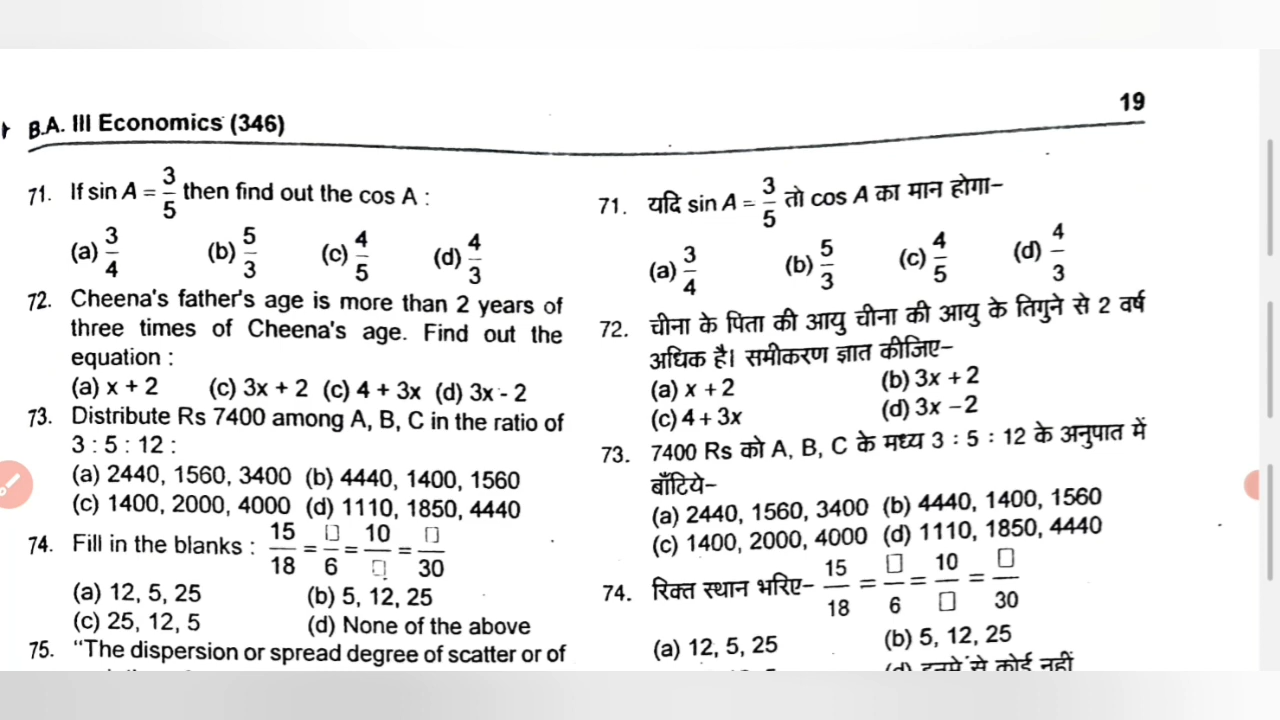 B.A. III Economics (346)
19
71. If sin A = 3/5 then find out the cos A :
(a) 3/4 (b) 5/3 (c) 4/5 (d) 4/3
72. Cheena's father's age is more than 2 years of
three times of Cheena's age. Find out the
equation :
(a) x + 2 (c) 3x + 2 (c) 4 + 3x (d) 3x - 2
73. Distribute Rs 7400 among A, B, C in the ratio of
3 : 5 : 12 :
(a) 2440, 1560, 3400 (b) 4440, 1400, 1560
(c) 1400, 2000, 4000 (d) 1110, 1850, 4440
74. Fill in the blanks : 15/18 = □/6 = 10/□ = □/30
(a) 12, 5, 25 (b) 5, 12, 25
(c) 25, 12, 5 (d) None of the above
75. "The dispersion or spread degree of scatter or of
71. यदि sin A = 3/5 तो cos A का मान होगा–
(a) 3/4 (b) 5/3 (c) 4/5 (d) 4/3
72. चीना के पिता की आयु चीना की आयु के तिगुने से 2 वर्ष
अधिक है। समीकरण ज्ञात कीजिए–
(a) x + 2 (b) 3x + 2
(c) 4 + 3x (d) 3x – 2
73. 7400 Rs को A, B, C के मध्य 3 : 5 : 12 के अनुपात में
बाँटिये–
(a) 2440, 1560, 3400 (b) 4440, 1400, 1560
(c) 1400, 2000, 4000 (d) 1110, 1850, 4440
74. रिक्त स्थान भरिए– 15/18 = □/6 = 10/□ = □/30
(a) 12, 5, 25 (b) 5, 12, 25
(d) इनमें से कोई नहीं